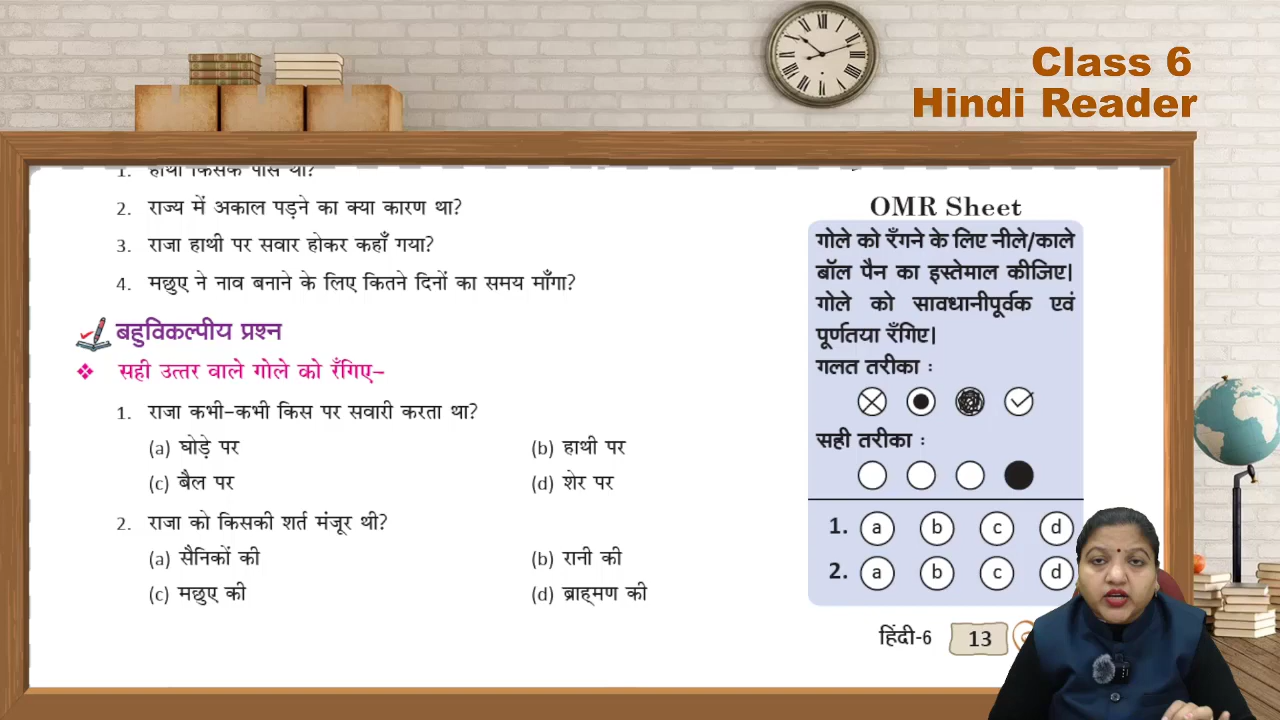 Class 6
Hindi Reader
1. हाथी किसके पास था?
2. राज्य में अकाल पड़ने का क्या कारण था?
3. राजा हाथी पर सवार होकर कहाँ गया?
4. मछुए ने नाव बनाने के लिए कितने दिनों का समय माँगा?
बहुविकल्पीय प्रश्न
❖ सही उत्तर वाले गोले को रँगिए–
1. राजा कभी-कभी किस पर सवारी करता था?
(a) घोड़े पर (b) हाथी पर
(c) बैल पर (d) शेर पर
2. राजा को किसकी शर्त मंजूर थी?
(a) सैनिकों की (b) रानी की
(c) मछुए की (d) ब्राह्मण की
OMR Sheet
गोले को रँगने के लिए नीले/काले
बॉल पैन का इस्तेमाल कीजिए।
गोले को सावधानीपूर्वक एवं
पूर्णतया रँगिए।
गलत तरीका :
सही तरीका :
1. a b c d
2. a b c d
हिंदी-6 13